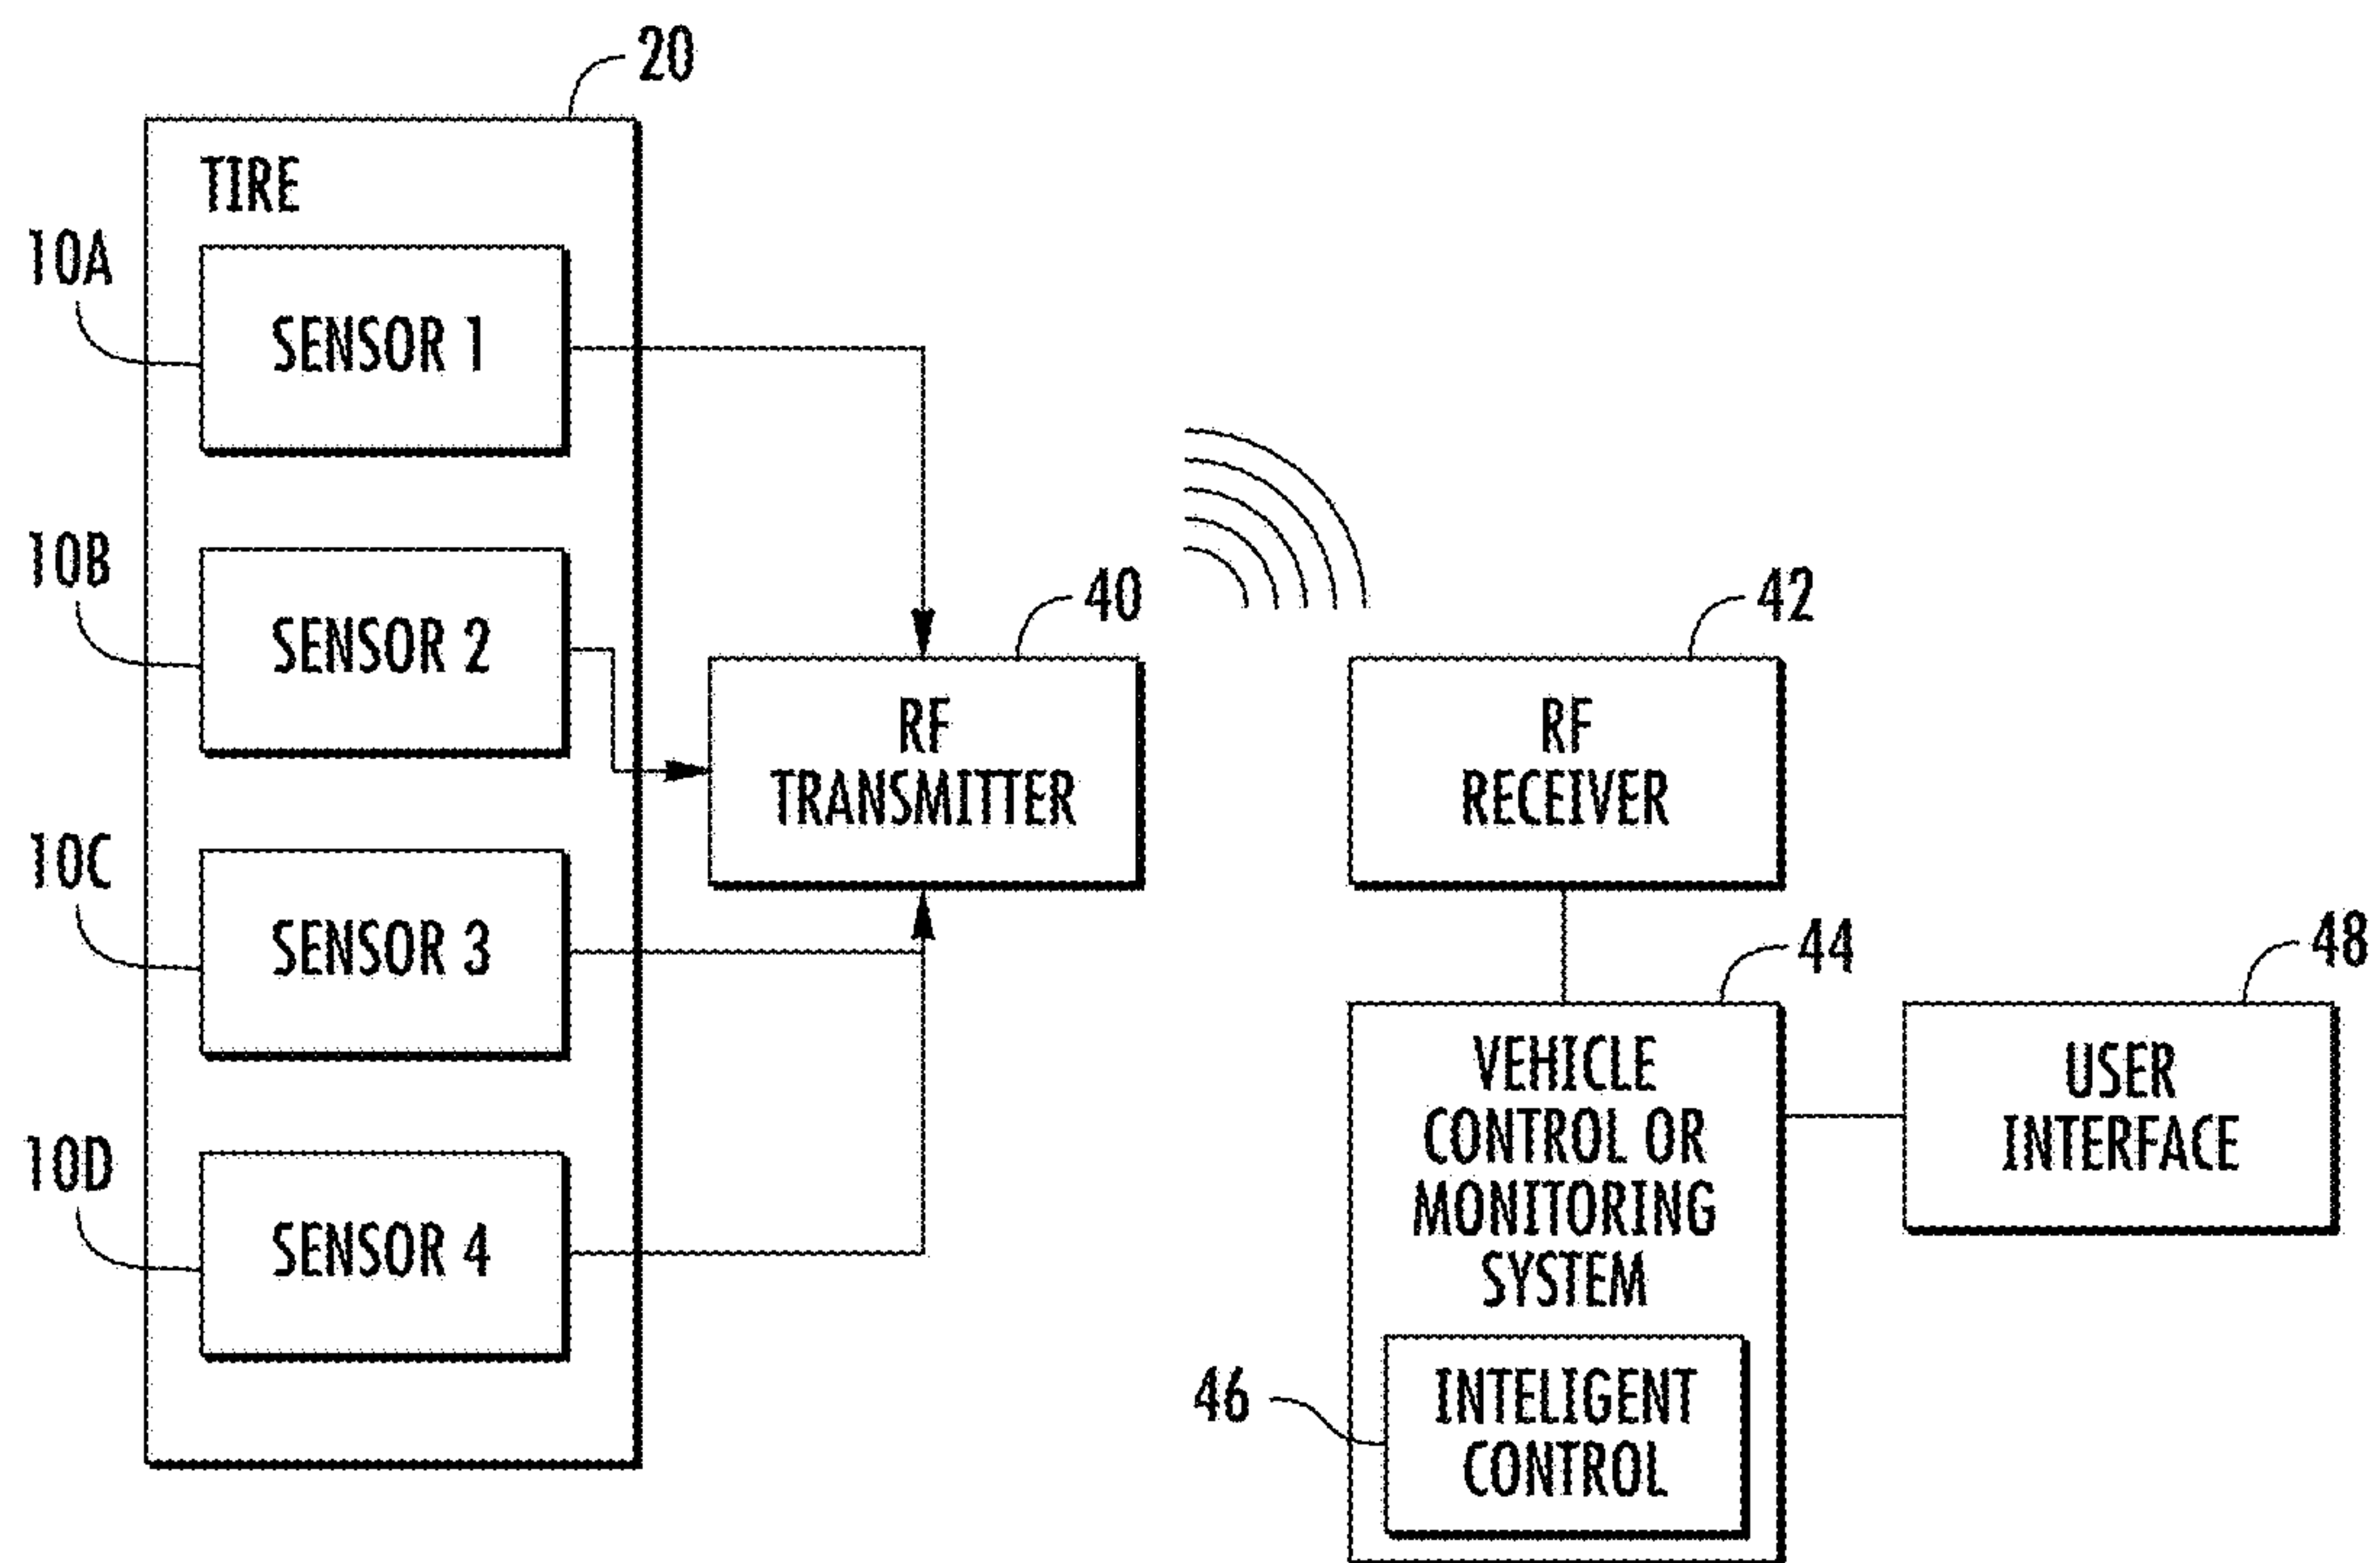 20
TIRE
10A
SENSOR 1
10B
SENSOR 2
40
42
RF
TRANSMITTER
RF
RECEIVER
10C
SENSOR 3
44
48
VEHICLE
CONTROL OR
MONITORING
SYSTEM
USER
INTERFACE
10D
SENSOR 4
46
INTELIGENT
CONTROL